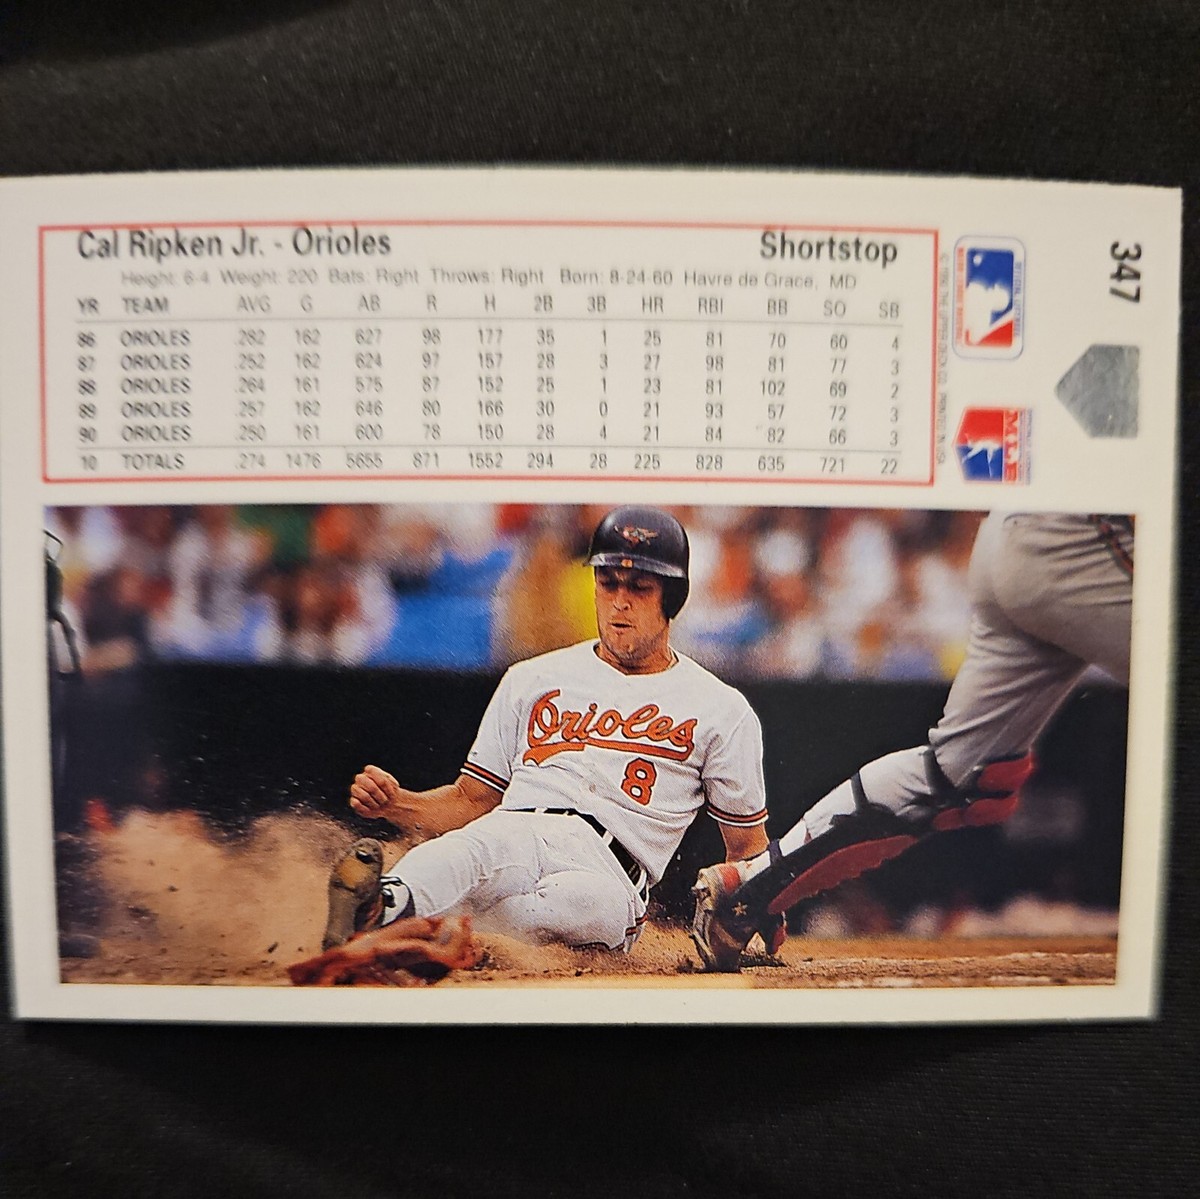 Cal Ripken Jr. - Orioles Shortstop
Height: 6-4 Weight: 220 Bats: Right Throws: Right Born: 8-24-60 Havre de Grace, MD
YR TEAM AVG G AB R H 2B 3B HR RBI BB SO SB
86 ORIOLES .282 162 627 98 177 35 1 25 81 70 60 4
87 ORIOLES .252 162 624 97 157 28 3 27 98 81 77 3
88 ORIOLES .264 161 575 87 152 25 1 23 81 102 69 2
89 ORIOLES .257 162 646 80 166 30 0 21 93 57 72 3
90 ORIOLES .250 161 600 78 150 28 4 21 84 82 66 3
10 TOTALS .274 1476 5655 871 1552 294 28 225 828 635 721 22
347
MLB
Orioles
8